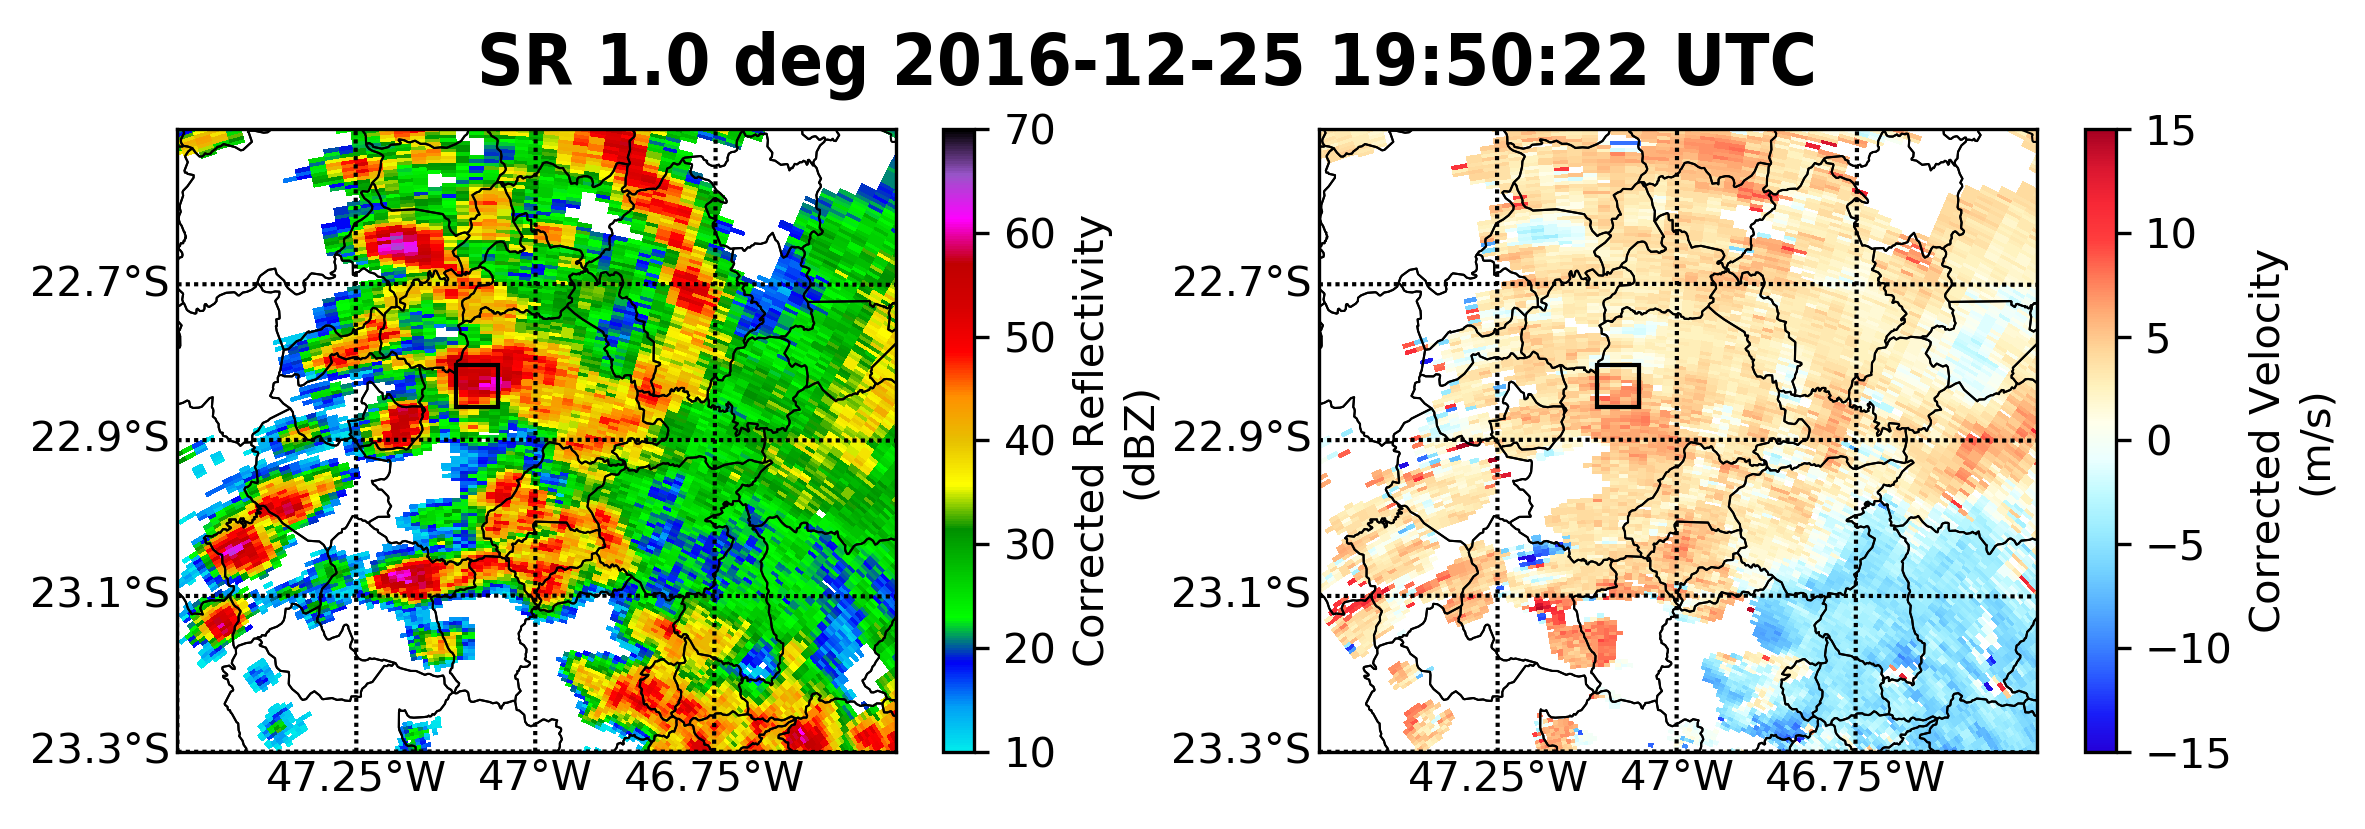 SR 1.0 deg 2016-12-25 19:50:22 UTC
22.7°S
22.9°S
23.1°S
23.3°S
47.25°W
47°W
46.75°W
70
60
50
40
30
20
10
Corrected Reflectivity
(dBZ)
22.7°S
22.9°S
23.1°S
23.3°S
47.25°W
47°W
46.75°W
15
10
5
0
−5
−10
−15
Corrected Velocity
(m/s)